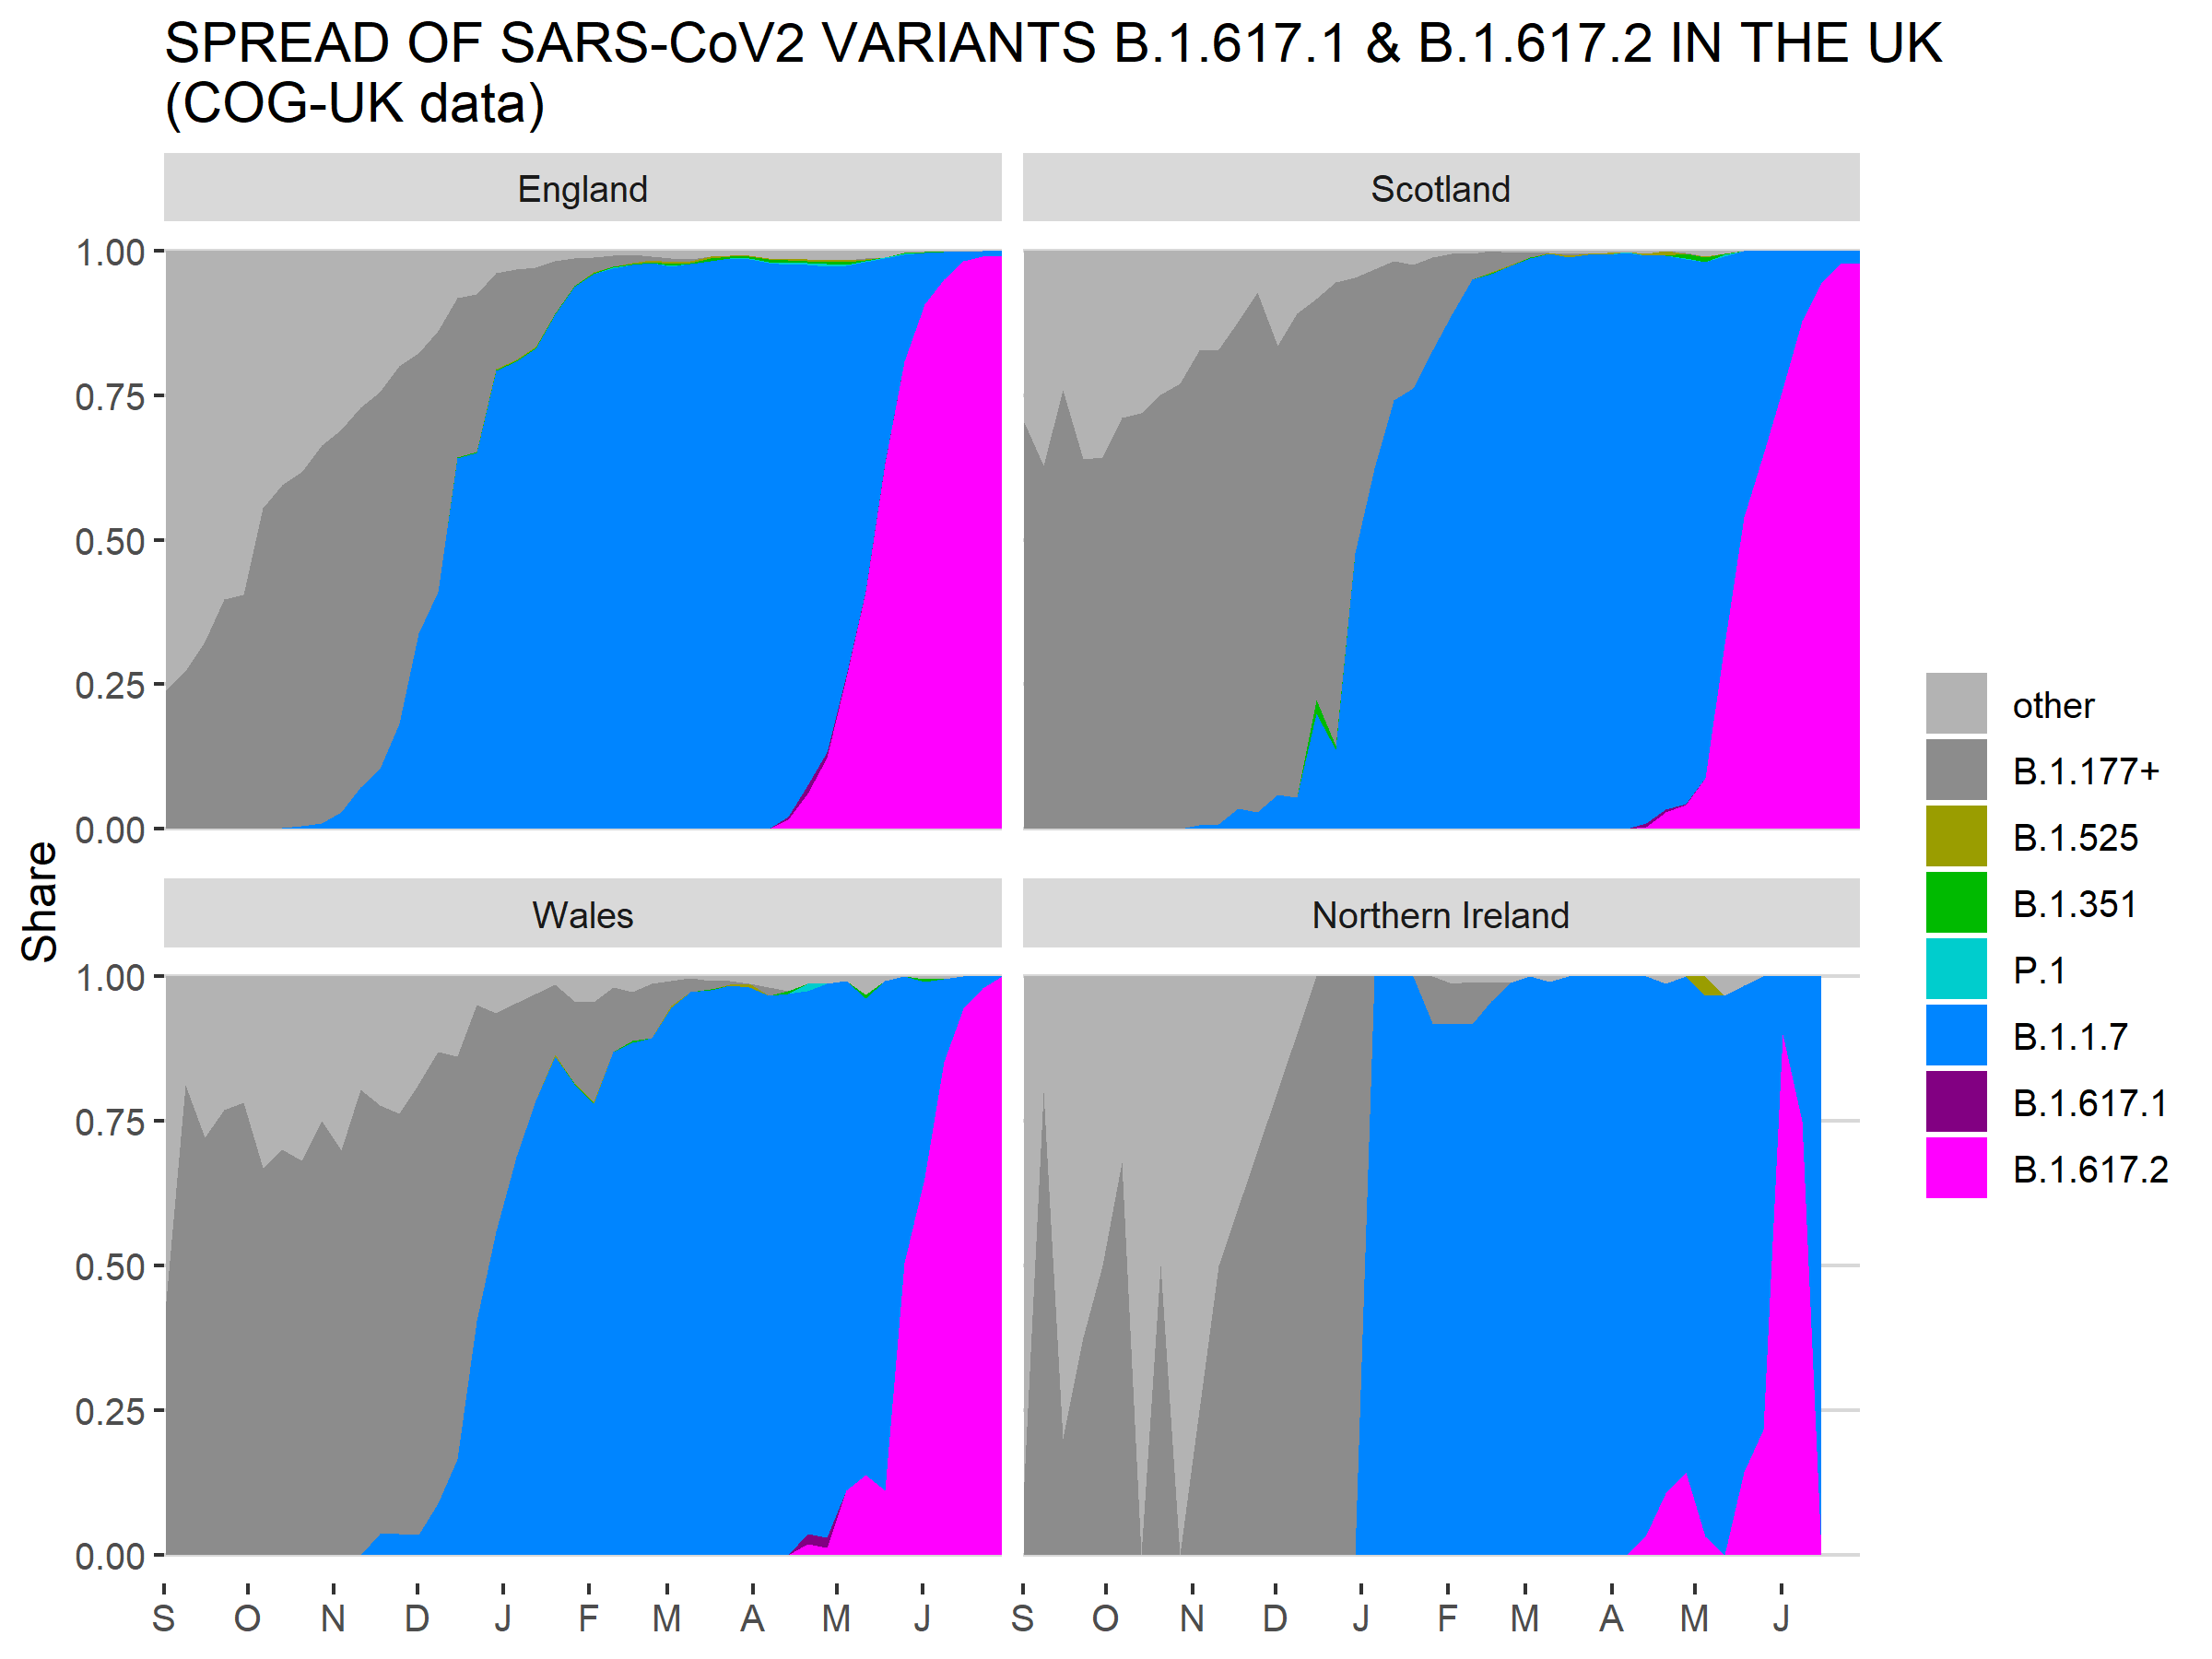 SPREAD OF SARS-CoV2 VARIANTS B.1.617.1 & B.1.617.2 IN THE UK
(COG-UK data)
England
Scotland
1.00
0.75
0.50
0.25
0.00
Share
Wales
Northern Ireland
1.00
0.75
0.50
0.25
0.00
S O N D J F M A M J
S O N D J F M A M J
other
B.1.177+
B.1.525
B.1.351
P.1
B.1.1.7
B.1.617.1
B.1.617.2